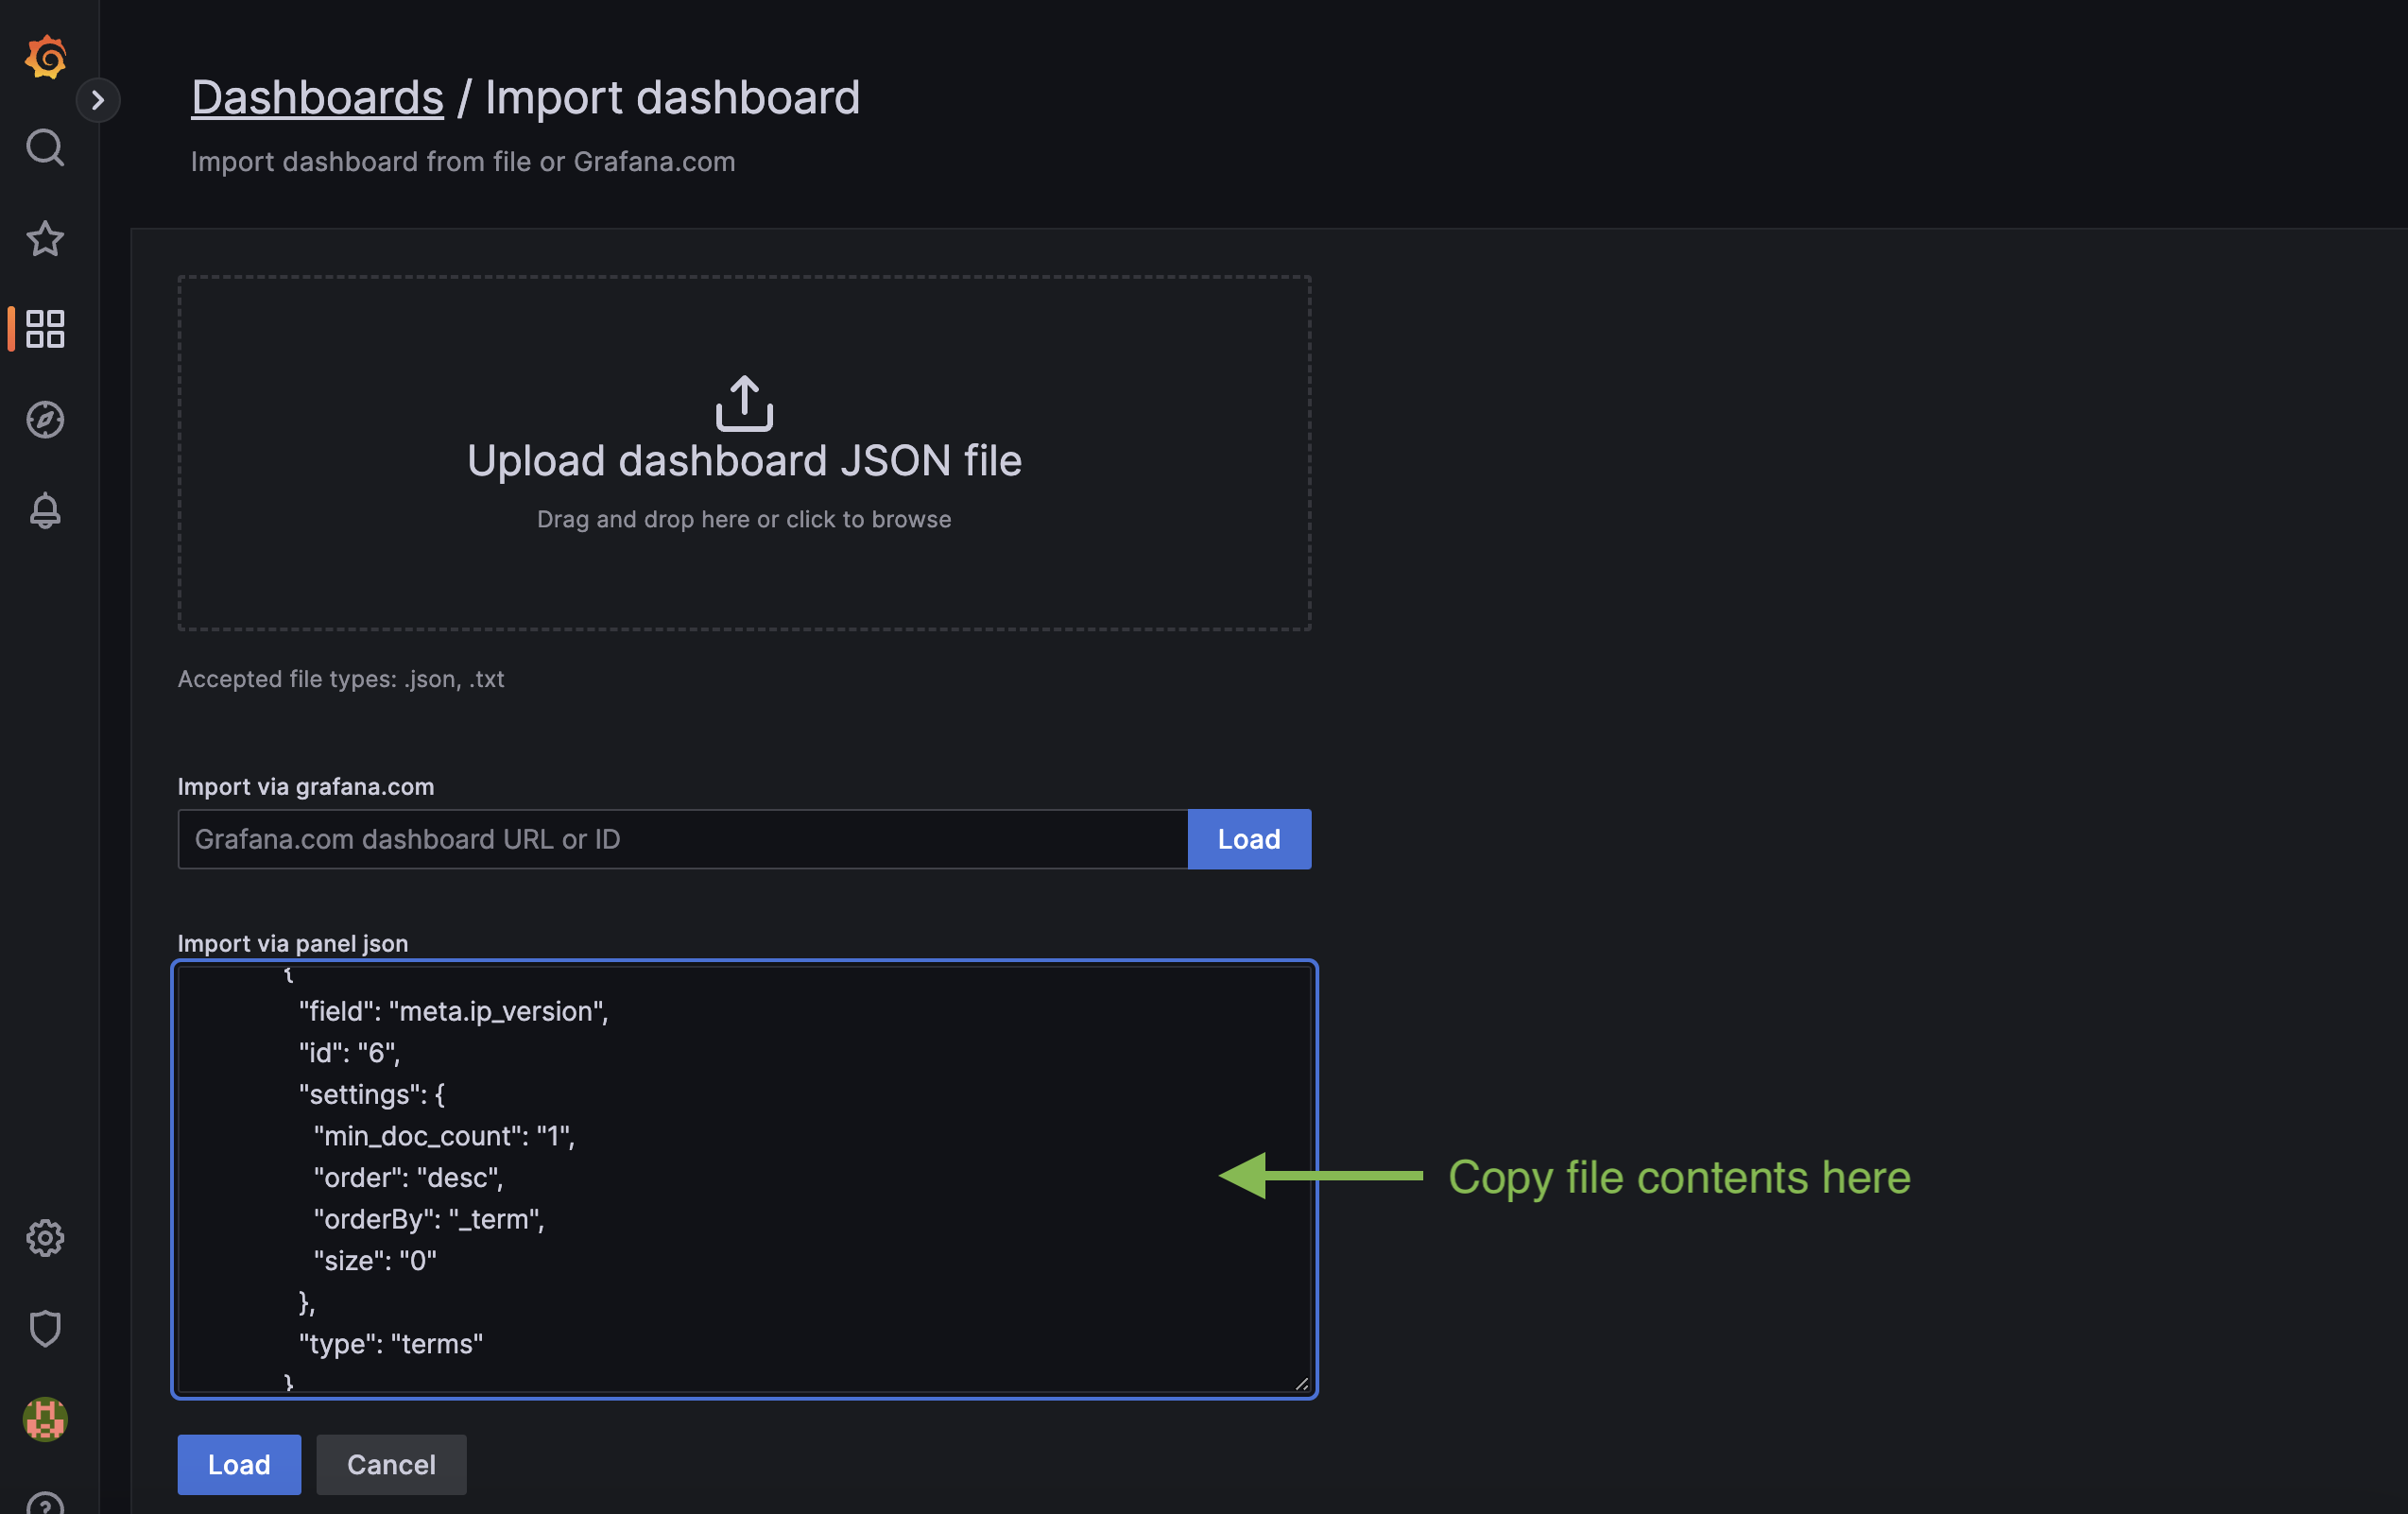 Dashboards / Import dashboard
Import dashboard from file or Grafana.com
Upload dashboard JSON file
Drag and drop here or click to browse
Accepted file types: .json, .txt
Import via grafana.com
Grafana.com dashboard URL or ID
Load
Import via panel json
{
"field": "meta.ip_version",
"id": "6",
"settings": {
"min_doc_count": "1",
"order": "desc",
"orderBy": "_term",
"size": "0"
},
"type": "terms"
}
Copy file contents here
Load
Cancel